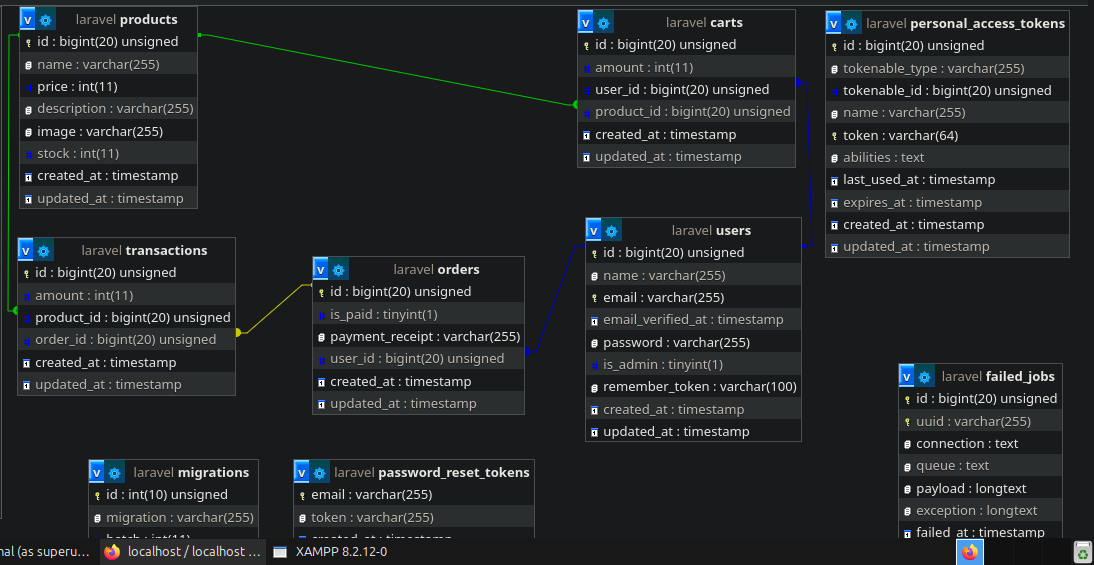 laravel products
id : bigint(20) unsigned
name : varchar(255)
price : int(11)
description : varchar(255)
image : varchar(255)
stock : int(11)
created_at : timestamp
updated_at : timestamp
laravel carts
id : bigint(20) unsigned
amount : int(11)
user_id : bigint(20) unsigned
product_id : bigint(20) unsigned
created_at : timestamp
updated_at : timestamp
laravel personal_access_tokens
id : bigint(20) unsigned
tokenable_type : varchar(255)
tokenable_id : bigint(20) unsigned
name : varchar(255)
token : varchar(64)
abilities : text
last_used_at : timestamp
expires_at : timestamp
created_at : timestamp
updated_at : timestamp
laravel transactions
id : bigint(20) unsigned
amount : int(11)
product_id : bigint(20) unsigned
order_id : bigint(20) unsigned
created_at : timestamp
updated_at : timestamp
laravel orders
id : bigint(20) unsigned
is_paid : tinyint(1)
payment_receipt : varchar(255)
user_id : bigint(20) unsigned
created_at : timestamp
updated_at : timestamp
laravel users
id : bigint(20) unsigned
name : varchar(255)
email : varchar(255)
email_verified_at : timestamp
password : varchar(255)
is_admin : tinyint(1)
remember_token : varchar(100)
created_at : timestamp
updated_at : timestamp
laravel failed_jobs
id : bigint(20) unsigned
uuid : varchar(255)
connection : text
queue : text
payload : longtext
exception : longtext
failed_at : timestamp
laravel migrations
id : int(10) unsigned
migration : varchar(255)
batch : int(11)
laravel password_reset_tokens
email : varchar(255)
token : varchar(255)
created_at : timestamp
nal (as superu...
localhost / localhost ...
XAMPP 8.2.12-0